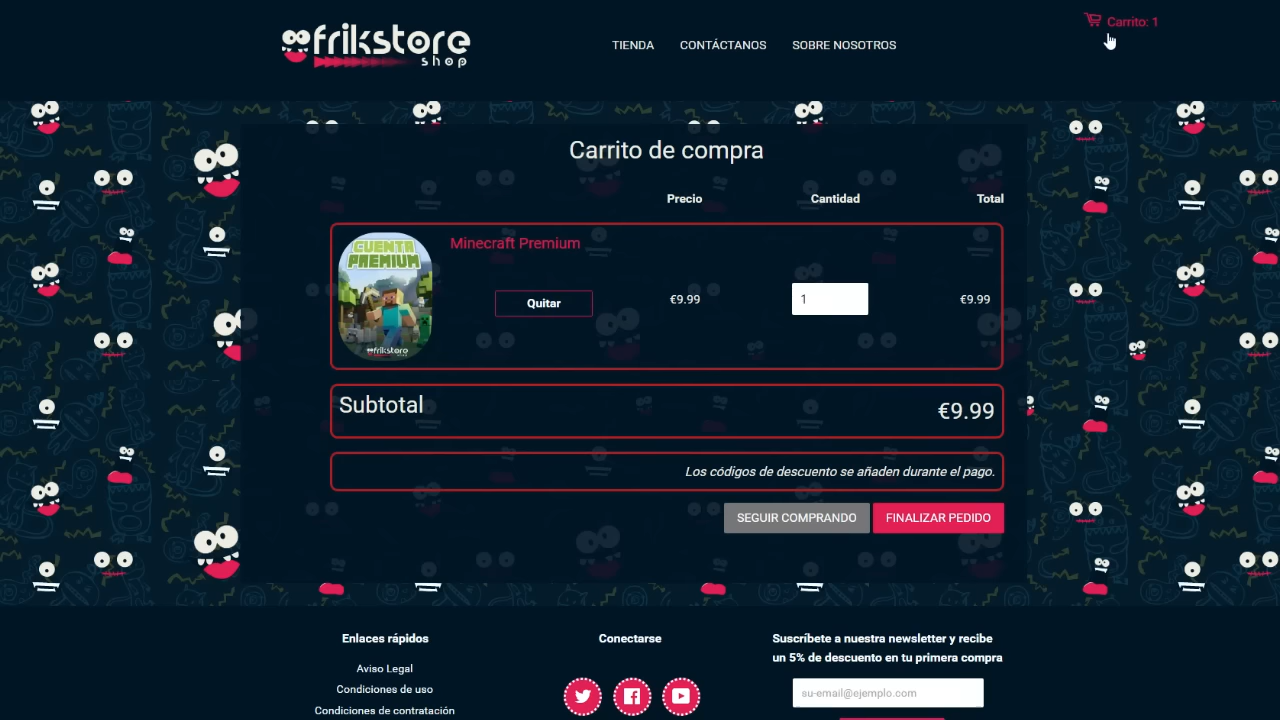 frikstore
shop
TIENDA CONTÁCTANOS SOBRE NOSOTROS
Carrito: 1
Carrito de compra
Precio Cantidad Total
CUENTA
PREMIUM
frikstore
Minecraft Premium
Quitar €9.99 1 €9.99
Subtotal €9.99
Los códigos de descuento se añaden durante el pago.
SEGUIR COMPRANDO FINALIZAR PEDIDO
Enlaces rápidos
Aviso Legal
Condiciones de uso
Condiciones de contratación
Conectarse
Suscríbete a nuestra newsletter y recibe
un 5% de descuento en tu primera compra
su-email@ejemplo.com